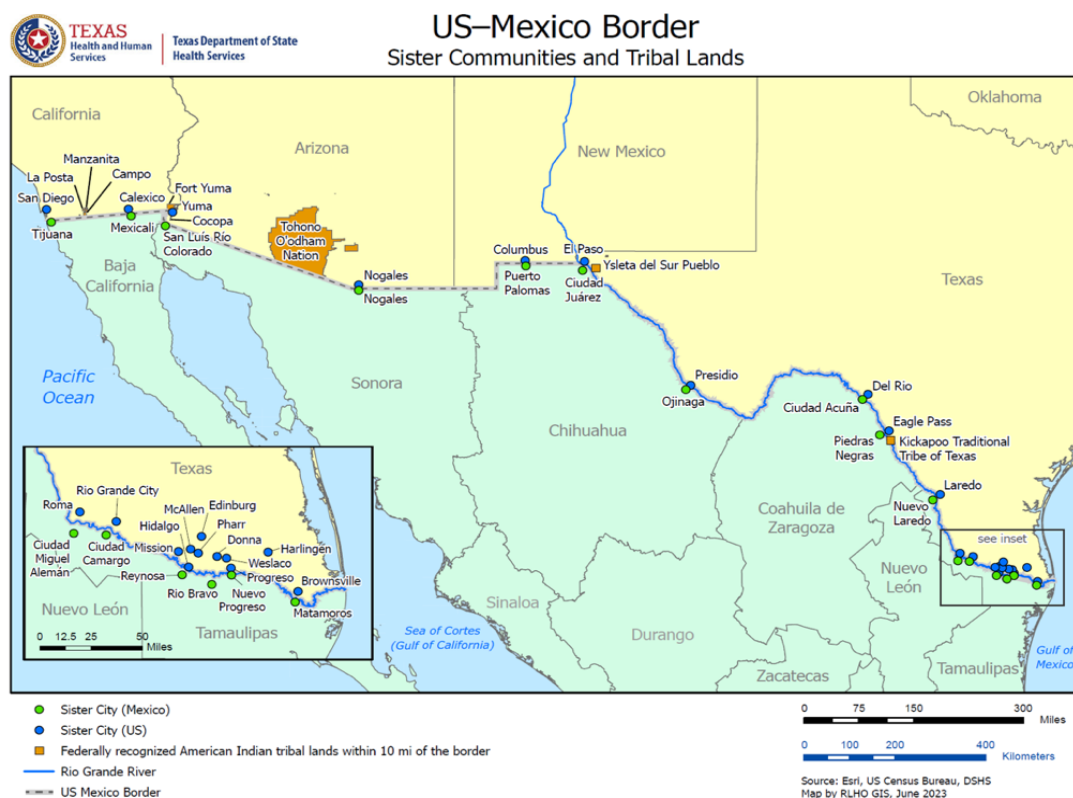 TEXAS
Health and Human
Services
Texas Department of State
Health Services
US–Mexico Border
Sister Communities and Tribal Lands
California
Arizona
New Mexico
Oklahoma
Texas
Manzanita
La Posta
Campo
San Diego
Calexico
Fort Yuma
Yuma
Cocopa
Tijuana
Mexicali
San Luís Río
Colorado
Tohono
O'odham
Nation
Baja
California
Nogales
Nogales
Columbus
El Paso
Ysleta del Sur Pueblo
Puerto
Palomas
Ciudad
Juárez
Pacific
Ocean
Sonora
Chihuahua
Presidio
Ojinaga
Del Rio
Ciudad Acuña
Eagle Pass
Piedras
Negras
Kickapoo Traditional
Tribe of Texas
Coahuila de
Zaragoza
Laredo
Nuevo
Laredo
see inset
Nuevo
León
Tamaulipas
Gulf of
Mexico
Sinaloa
Durango
Zacatecas
Sea of Cortes
(Gulf of California)
Texas
Rio Grande City
Roma
McAllen
Edinburg
Hidalgo
Pharr
Donna
Mission
Harlingen
Weslaco
Ciudad
Miguel
Alemán
Ciudad
Camargo
Reynosa
Progreso
Brownsville
Rio Bravo
Nuevo
Progreso
Matamoros
Nuevo León
Tamaulipas
0 12.5 25 50
Miles
Sister City (Mexico)
Sister City (US)
Federally recognized American Indian tribal lands within 10 mi of the border
Rio Grande River
US Mexico Border
0 75 150 300
Miles
0 100 200 400
Kilometers
Source: Esri, US Census Bureau, DSHS
Map by RLHO GIS, June 2023